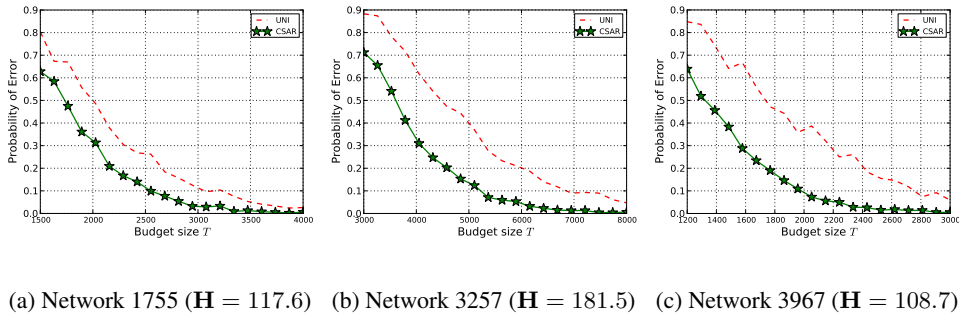 0.9
0.8
0.7
0.6
0.5
0.4
0.3
0.2
0.1
0.0
Probability of Error
UNI
CSAR
1500 2000 2500 3000 3500 4000
Budget size T
0.9
0.8
0.7
0.6
0.5
0.4
0.3
0.2
0.1
0.0
Probability of Error
UNI
CSAR
3000 4000 5000 6000 7000 8000
Budget size T
0.9
0.8
0.7
0.6
0.5
0.4
0.3
0.2
0.1
0.0
Probability of Error
UNI
CSAR
1200 1400 1600 1800 2000 2200 2400 2600 2800 3000
Budget size T
(a) Network 1755 (H = 117.6)
(b) Network 3257 (H = 181.5)
(c) Network 3967 (H = 108.7)